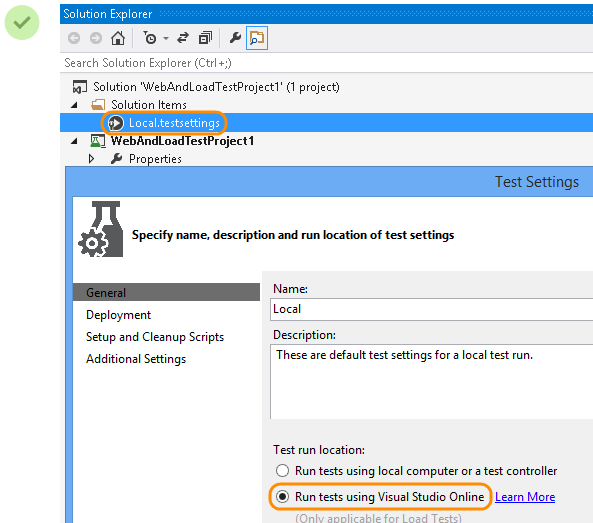 Solution Explorer
Search Solution Explorer (Ctrl+;)
Solution 'WebAndLoadTestProject1' (1 project)
Solution Items
Local.testsettings
WebAndLoadTestProject1
Properties
Test Settings
Specify name, description and run location of test settings
General
Deployment
Setup and Cleanup Scripts
Additional Settings
Name:
Local
Description:
These are default test settings for a local test run.
Test run location:
Run tests using local computer or a test controller
Run tests using Visual Studio Online Learn More
(Only applicable for Load Tests)